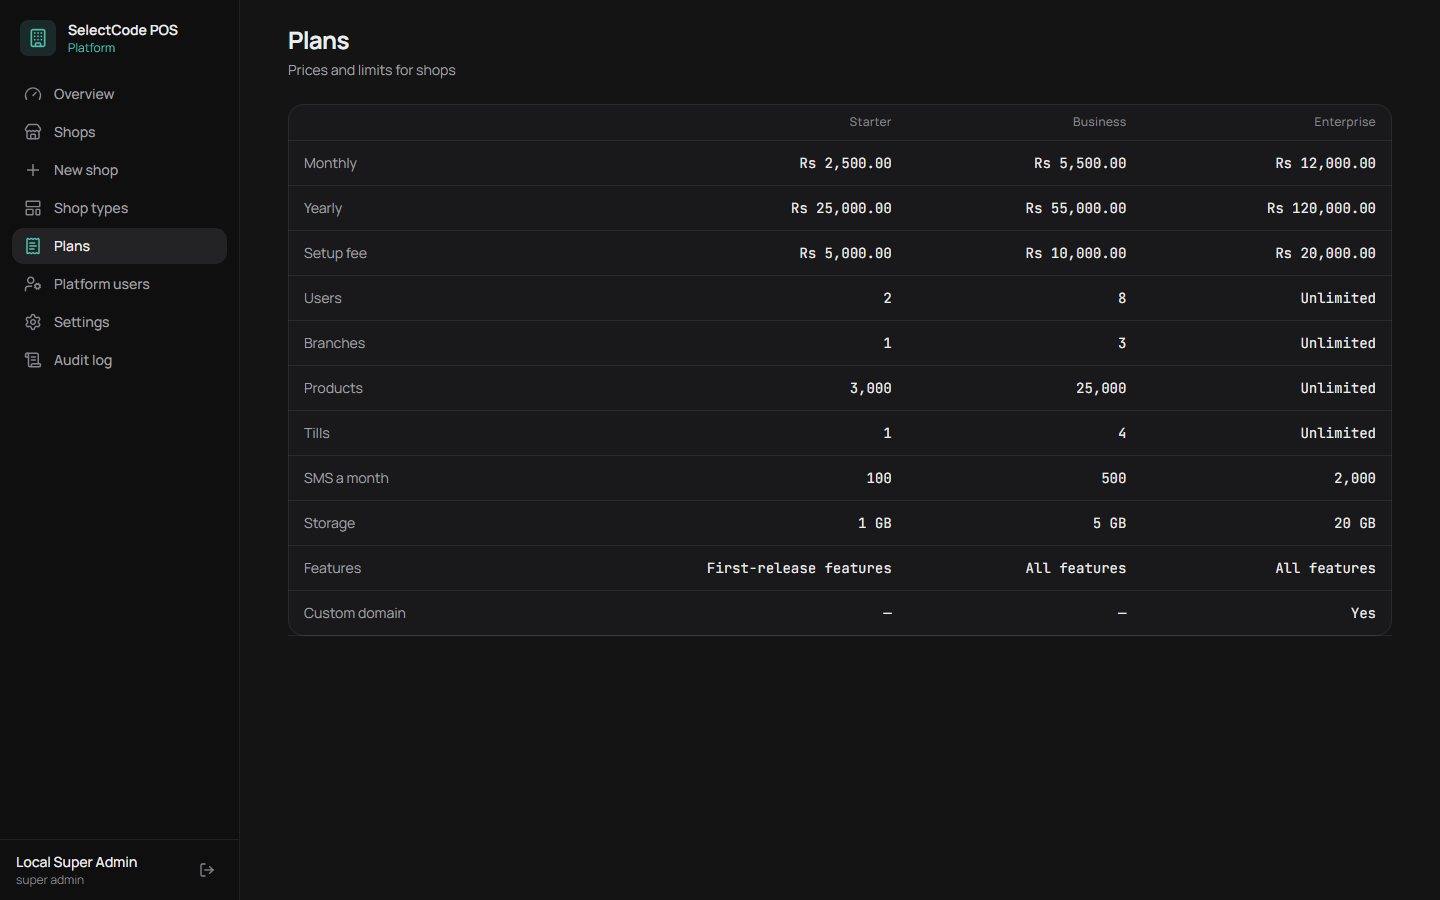 SelectCode POS
Platform
Overview
Shops
New shop
Shop types
Plans
Platform users
Settings
Audit log
Local Super Admin
super admin
Plans
Prices and limits for shops
Starter Business Enterprise
Monthly Rs 2,500.00 Rs 5,500.00 Rs 12,000.00
Yearly Rs 25,000.00 Rs 55,000.00 Rs 120,000.00
Setup fee Rs 5,000.00 Rs 10,000.00 Rs 20,000.00
Users 2 8 Unlimited
Branches 1 3 Unlimited
Products 3,000 25,000 Unlimited
Tills 1 4 Unlimited
SMS a month 100 500 2,000
Storage 1 GB 5 GB 20 GB
Features First-release features All features All features
Custom domain — — Yes